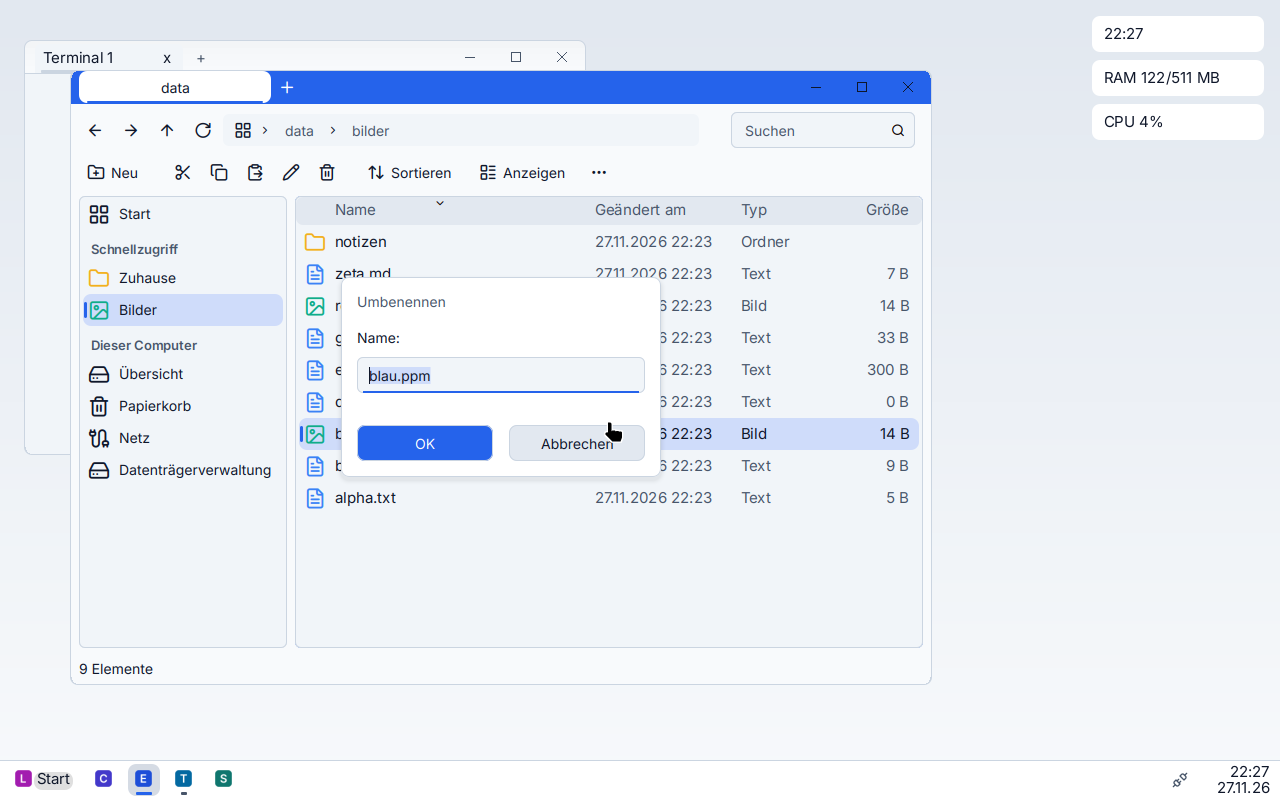 22:27
RAM 122/511 MB
CPU 4%
Terminal 1 x +
data +
data bilder
Suchen
Neu Sortieren Anzeigen
Name Geändert am Typ Größe
Start
Schnellzugriff
Zuhause
Bilder
Dieser Computer
Übersicht
Papierkorb
Netz
Datenträgerverwaltung
notizen 27.11.2026 22:23 Ordner
zeta.md 27.11.2026 22:23 Text 7 B
22:23 Bild 14 B
22:23 Text 33 B
22:23 Text 300 B
22:23 Text 0 B
22:23 Bild 14 B
22:23 Text 9 B
alpha.txt 27.11.2026 22:23 Text 5 B
Umbenennen
Name:
blau.ppm
OK Abbrechen
9 Elemente
L Start C E T S
22:27
27.11.26